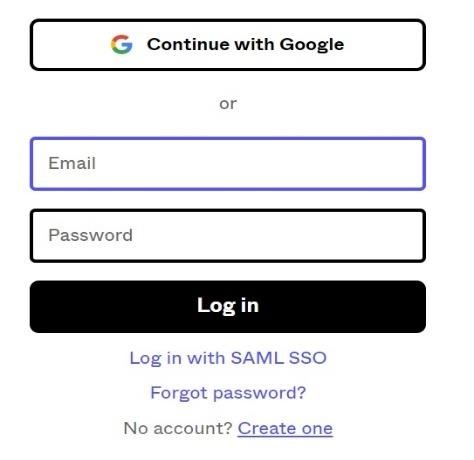 Continue with Google
or
Email
Password
Log in
Log in with SAML SSO
Forgot password?
No account? Create one